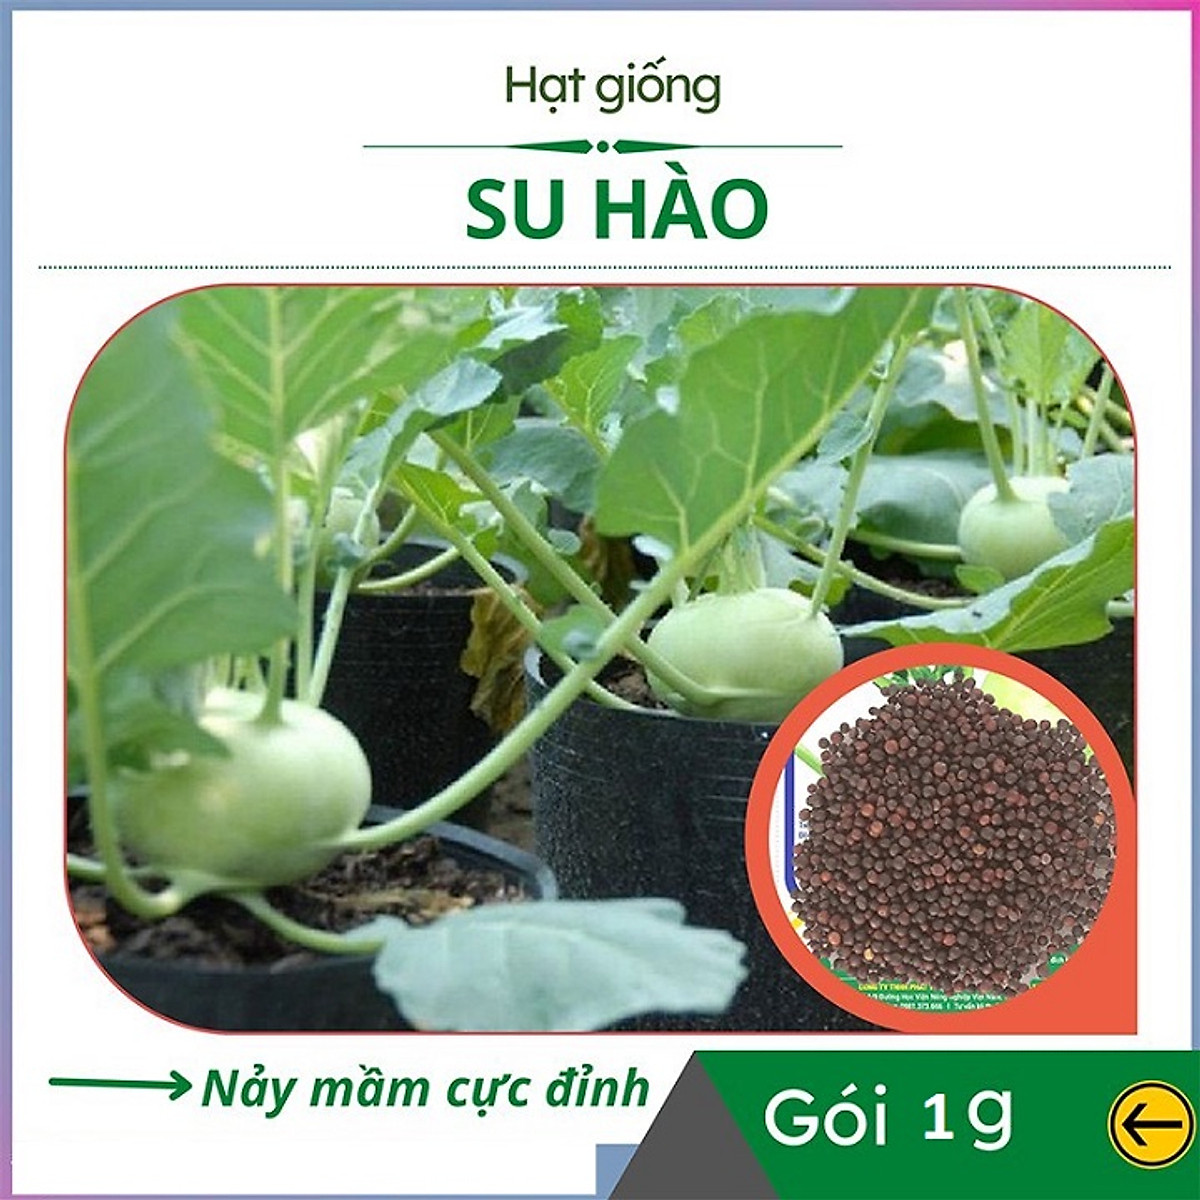 Hạt giống
SU HÀO
Nảy mầm cực đỉnh
Gói 1g